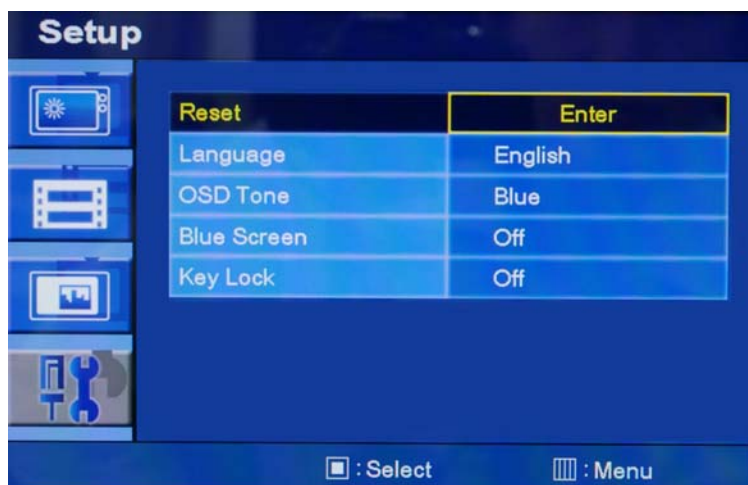 Setup
Reset Enter
Language English
OSD Tone Blue
Blue Screen Off
Key Lock Off
: Select : Menu